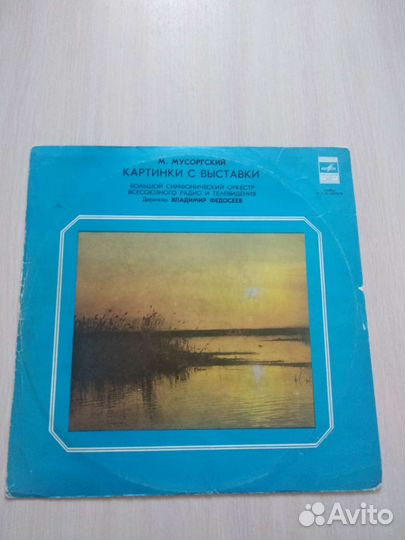 М. МУСОРГСКИЙ
КАРТИНКИ С ВЫСТАВКИ
БОЛЬШОЙ СИМФОНИЧЕСКИЙ ОРКЕСТР
ВСЕСОЮЗНОГО РАДИО И ТЕЛЕВИДЕНИЯ
Дирижер ВЛАДИМИР ФЕДОСЕЕВ
Avito